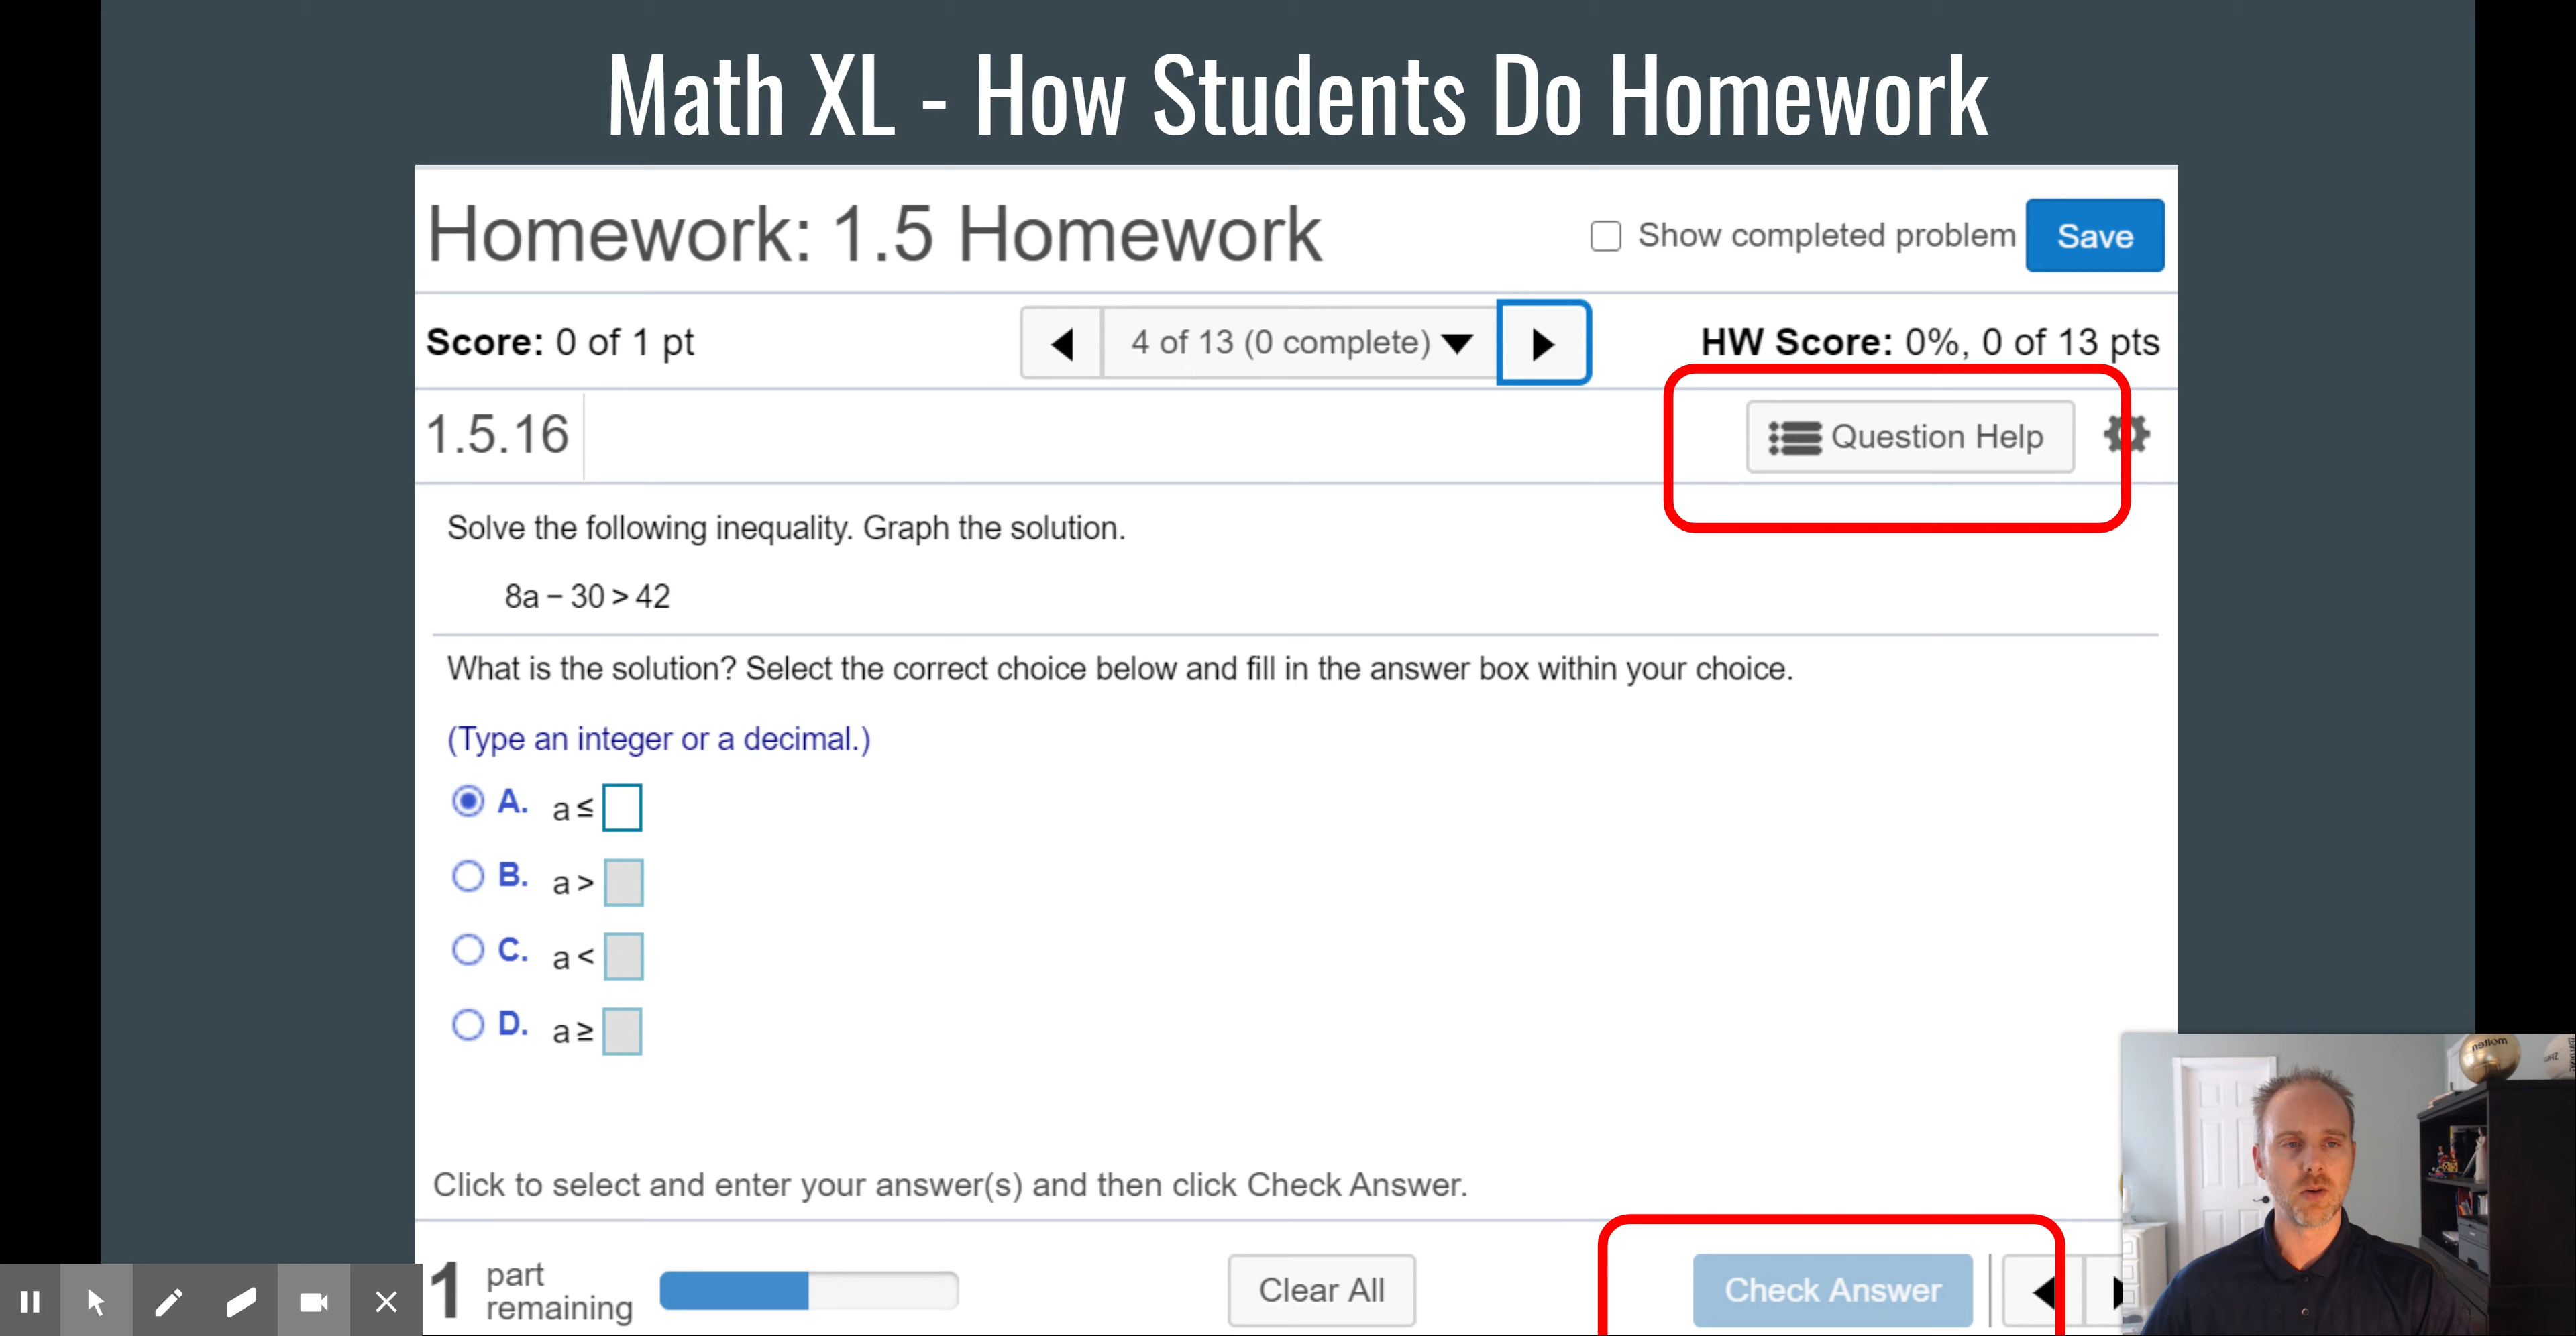 Math XL - How Students Do Homework
Homework: 1.5 Homework
Show completed problem
Save
Score: 0 of 1 pt
4 of 13 (0 complete)
HW Score: 0%, 0 of 13 pts
1.5.16
Question Help
Solve the following inequality. Graph the solution.
8a − 30 > 42
What is the solution? Select the correct choice below and fill in the answer box within your choice.
(Type an integer or a decimal.)
A. a ≤
B. a >
C. a <
D. a ≥
Click to select and enter your answer(s) and then click Check Answer.
1 part remaining
Clear All
Check Answer
molten